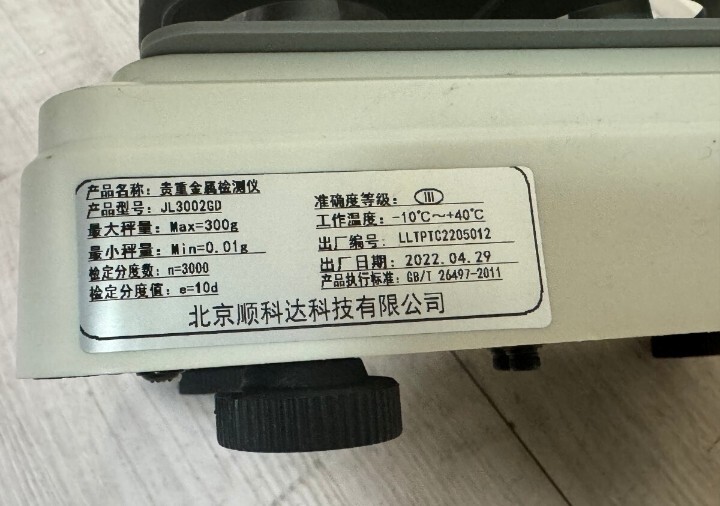 产品名称: 贵重金属检测仪
产品型号: JL3002GD
最大秤量: Max=300g
最小秤量: Min=0.01g
检定分度数: n=3000
检定分度值: e=10d
准确度等级: Ⅲ
工作温度: -10℃～+40℃
出厂编号: LLTPTC2205012
出厂日期: 2022.04.29
产品执行标准: GB/T 26497-2011
北京顺科达科技有限公司